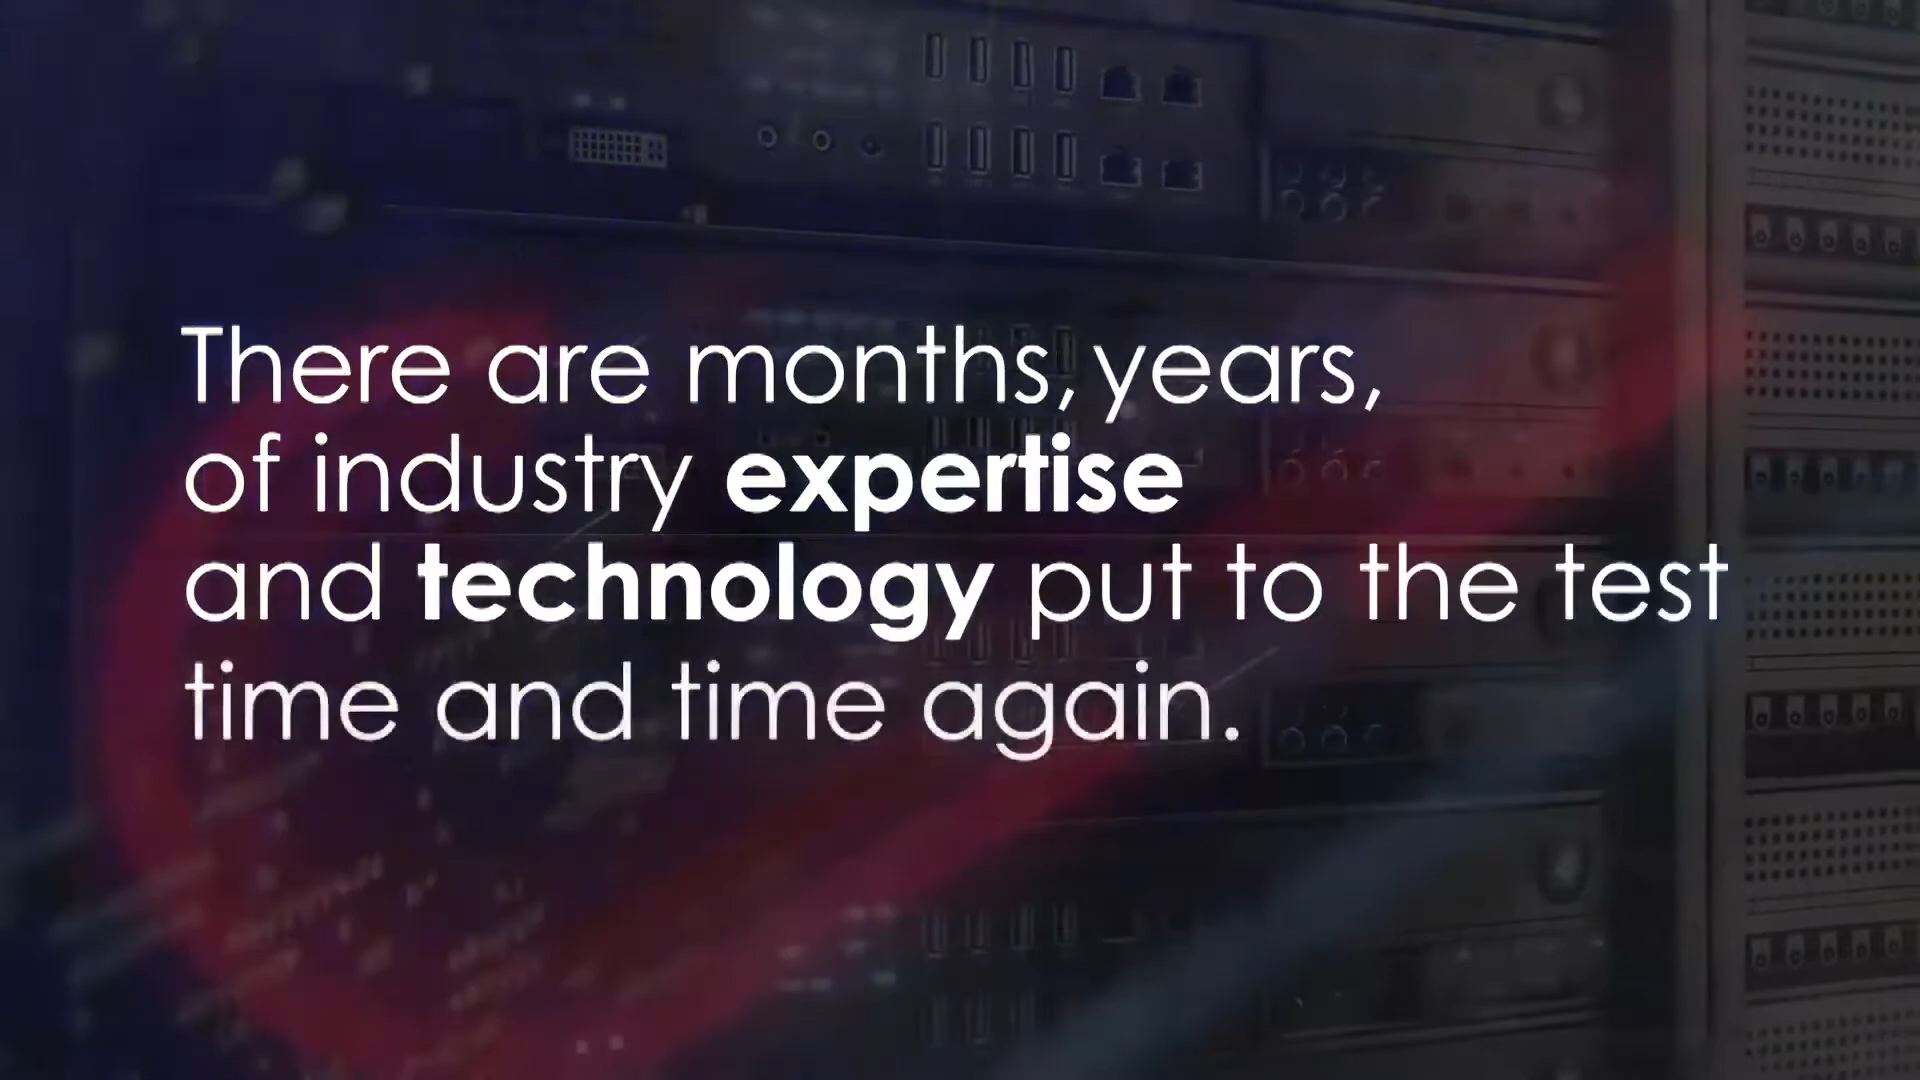 There are months, years,
of industry expertise
and technology put to the test
time and time again.